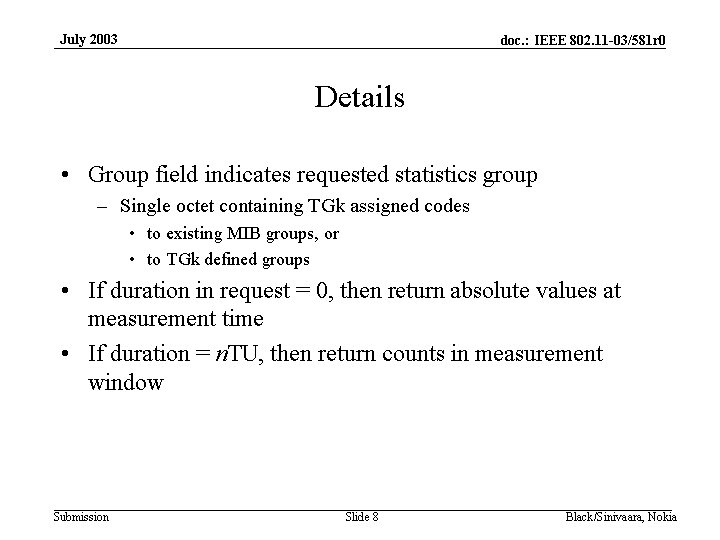 July 2003
doc.: IEEE 802.11-03/581r0
Details
• Group field indicates requested statistics group
– Single octet containing TGk assigned codes
• to existing MIB groups, or
• to TGk defined groups
• If duration in request = 0, then return absolute values at
measurement time
• If duration = nTU, then return counts in measurement
window
Submission
Slide 8
Black/Sinivaara, Nokia